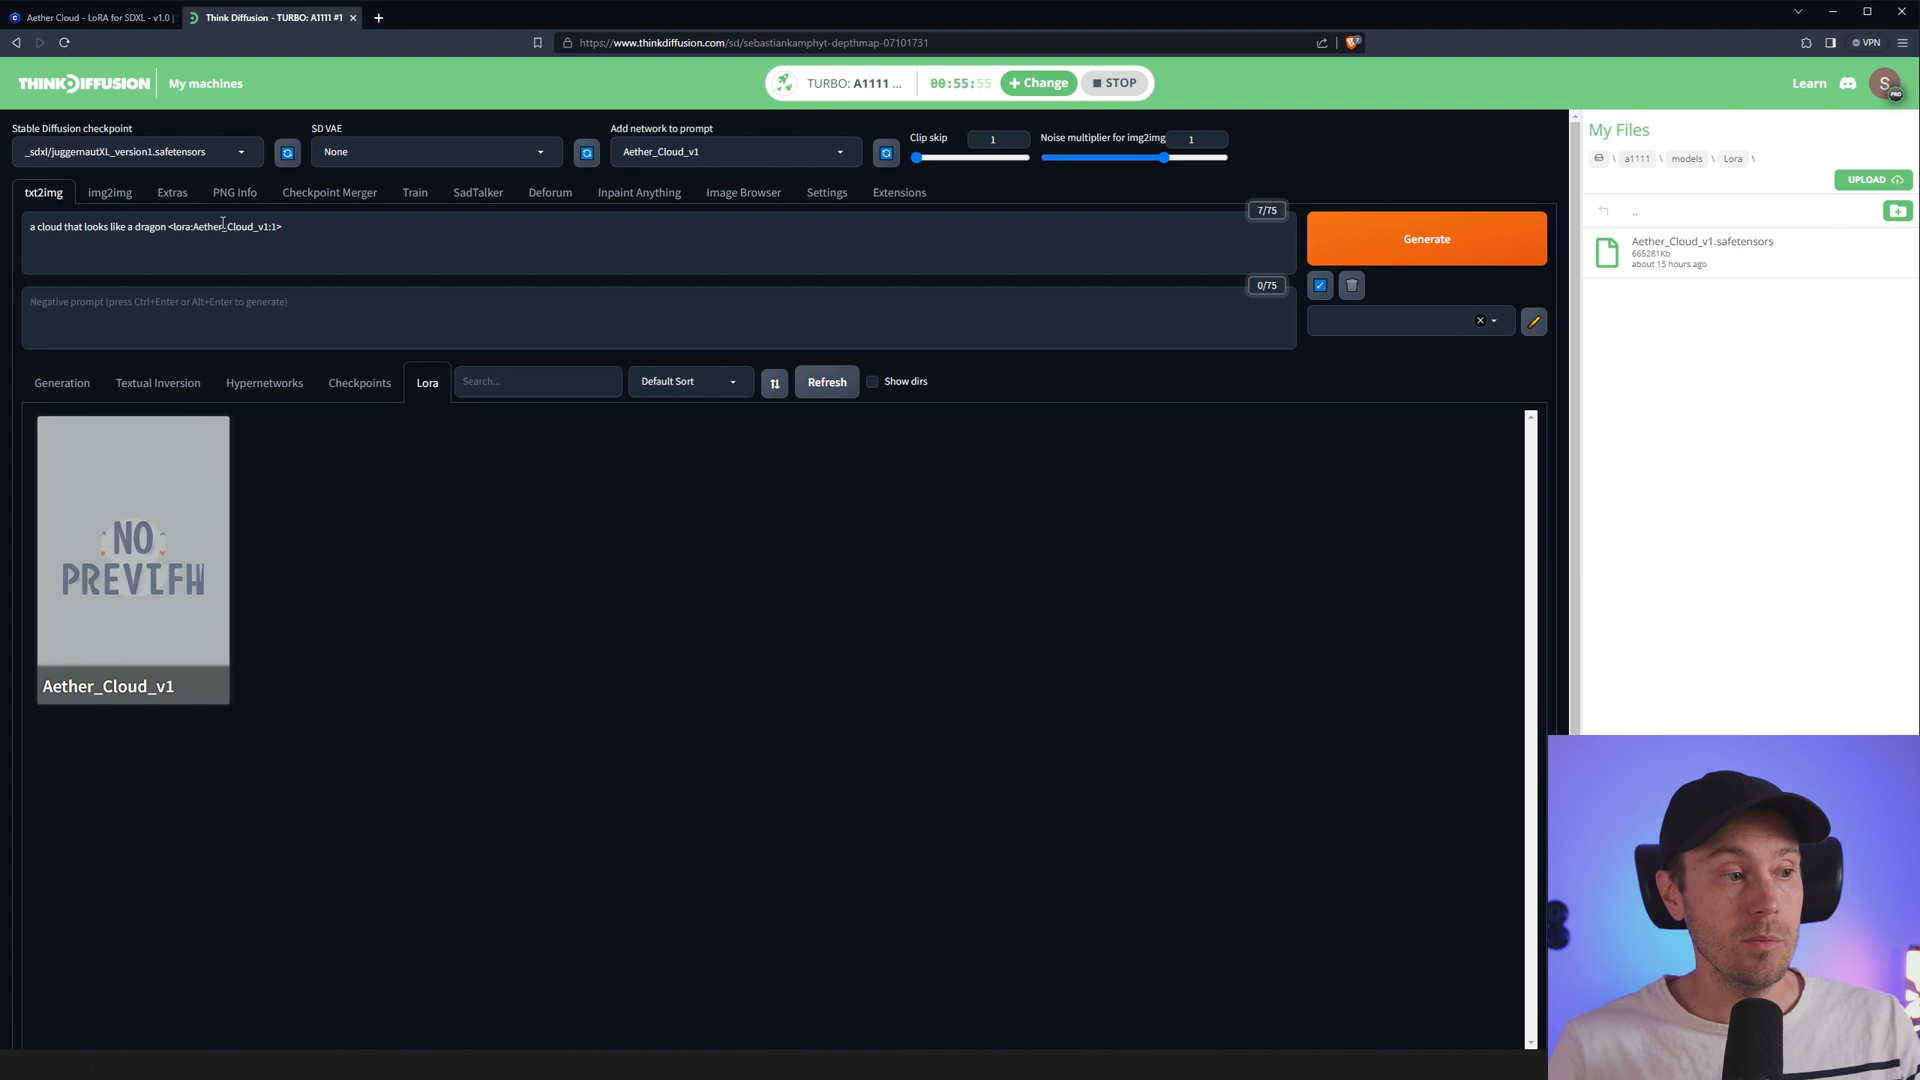 Aether Cloud - LoRA for SDXL - v1.0 |
Think Diffusion - TURBO: A1111 #1
https://www.thinkdiffusion.com/sd/sebastiankamphyt-depthmap-07101731
7
VPN
THINKDIFFUSION
My machines
TURBO: A1111 ...
00:55:55
+ Change
STOP
Learn
S
PRO
Stable Diffusion checkpoint
_sdxl/juggernautXL_version1.safetensors
SD VAE
None
Add network to prompt
Aether_Cloud_v1
Clip skip
1
Noise multiplier for img2img
1
txt2img
img2img
Extras
PNG Info
Checkpoint Merger
Train
SadTalker
Deforum
Inpaint Anything
Image Browser
Settings
Extensions
a cloud that looks like a dragon <lora:Aether_Cloud_v1:1>
7/75
Negative prompt (press Ctrl+Enter or Alt+Enter to generate)
0/75
Generate
Generation
Textual Inversion
Hypernetworks
Checkpoints
Lora
Search...
Default Sort
Refresh
Show dirs
NO
PREVIEW
Aether_Cloud_v1
My Files
\ a1111 \ models \ Lora \
UPLOAD
..
Aether_Cloud_v1.safetensors
665281Kb
about 15 hours ago